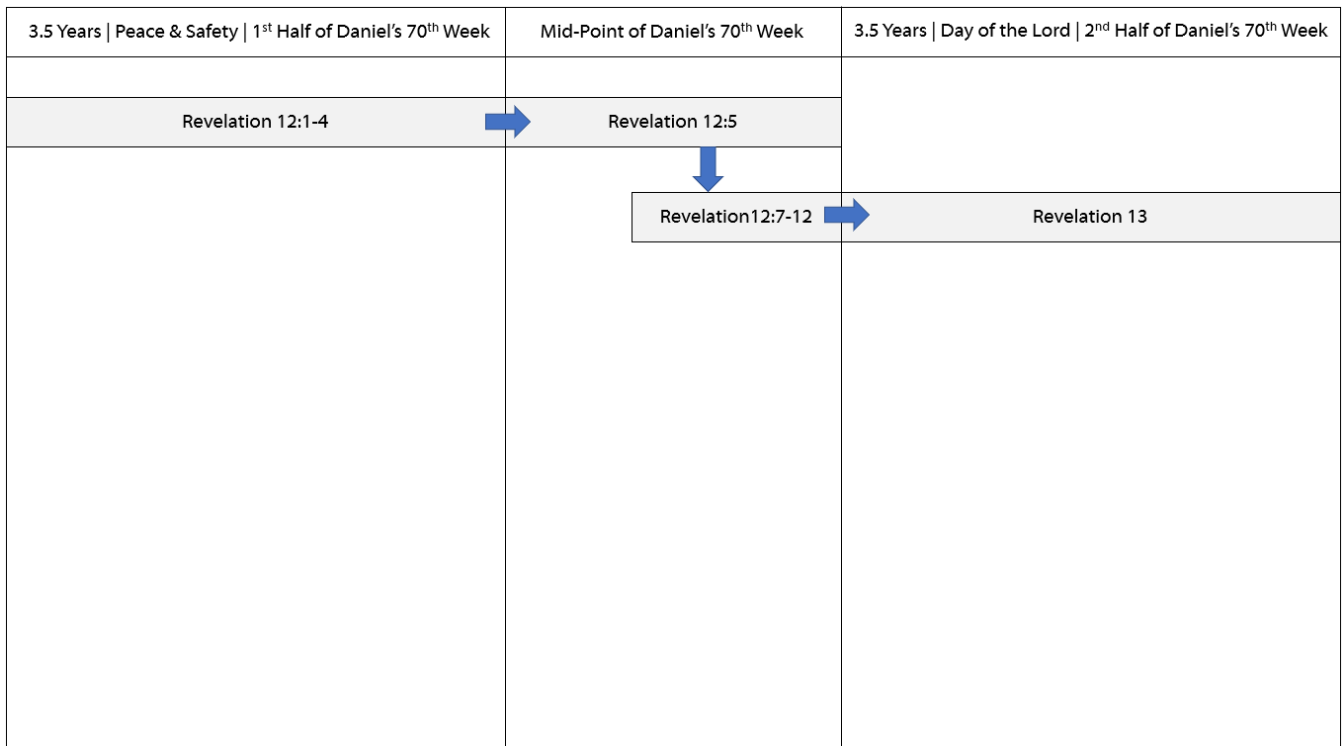 3.5 Years | Peace & Safety | 1st Half of Daniel’s 70th Week
Mid-Point of Daniel’s 70th Week
3.5 Years | Day of the Lord | 2nd Half of Daniel’s 70th Week
Revelation 12:1-4
Revelation 12:5
Revelation12:7-12
Revelation 13